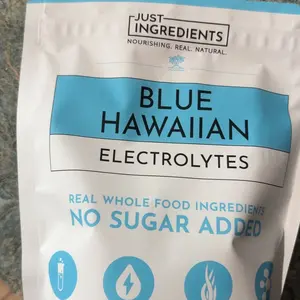 JUST
INGREDIENTS
NOURISHING. REAL. NATURAL.
BLUE
HAWAIIAN
ELECTROLYTES
REAL WHOLE FOOD INGREDIENTS
NO SUGAR ADDED